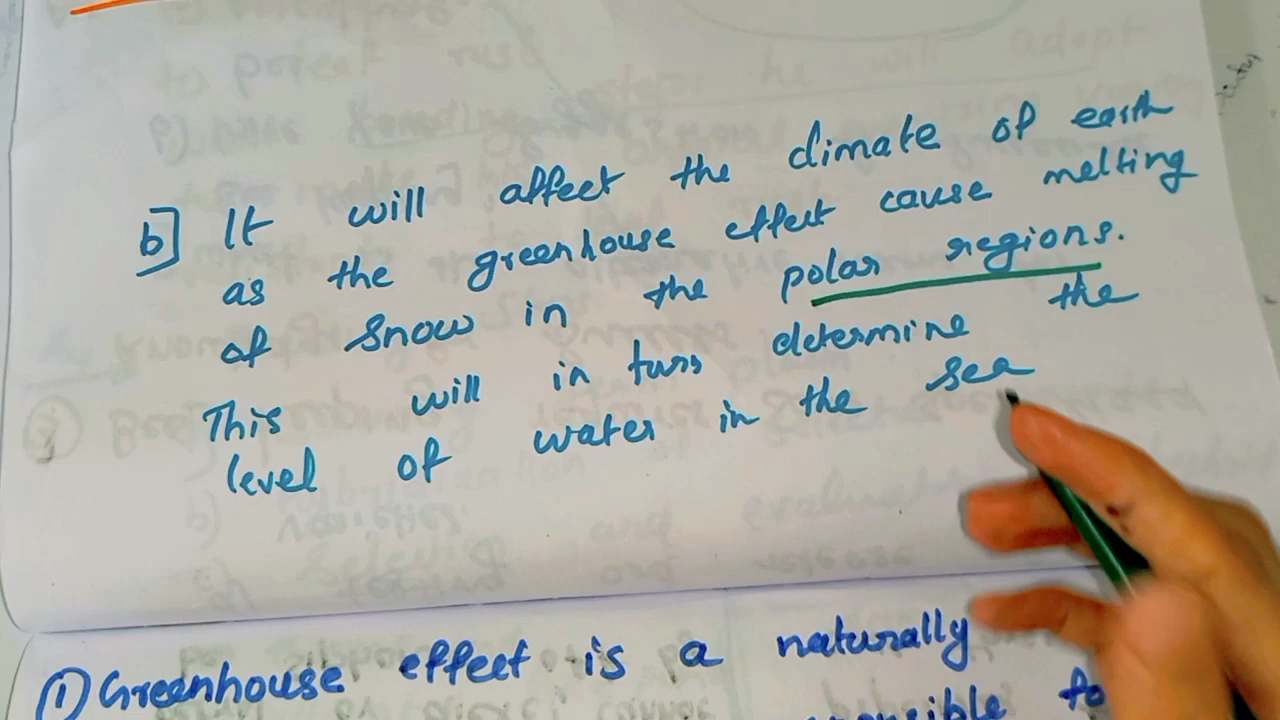 b] It will affect the climate of earth
as the greenhouse effect cause melting
of snow in the polar regions.
This will in turn determine the
level of water in the sea
① Greenhouse effect is a naturally